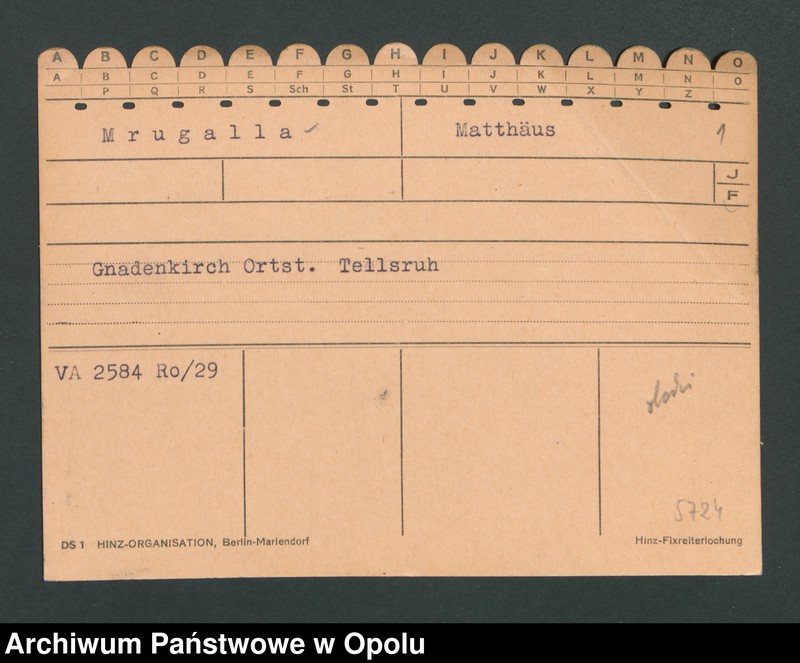 A B C D E F G H I J K L M N O
A B C D E F G H I J K L M N O
P Q R S Sch St T U V W X Y Z
M r u g a l l a Matthäus 1
J
F
Gnadenkirch Ortst. Tellsruh
VA 2584 Ro/29
5724
DS 1 HINZ-ORGANISATION, Berlin-Mariendorf Hinz-Fixreiterlochung
Archiwum Państwowe w Opolu